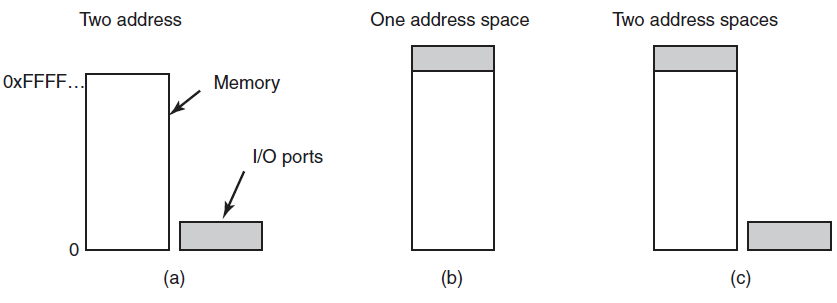 Two address
One address space
Two address spaces
0xFFFF…
Memory
I/O ports
0
(a)
(b)
(c)